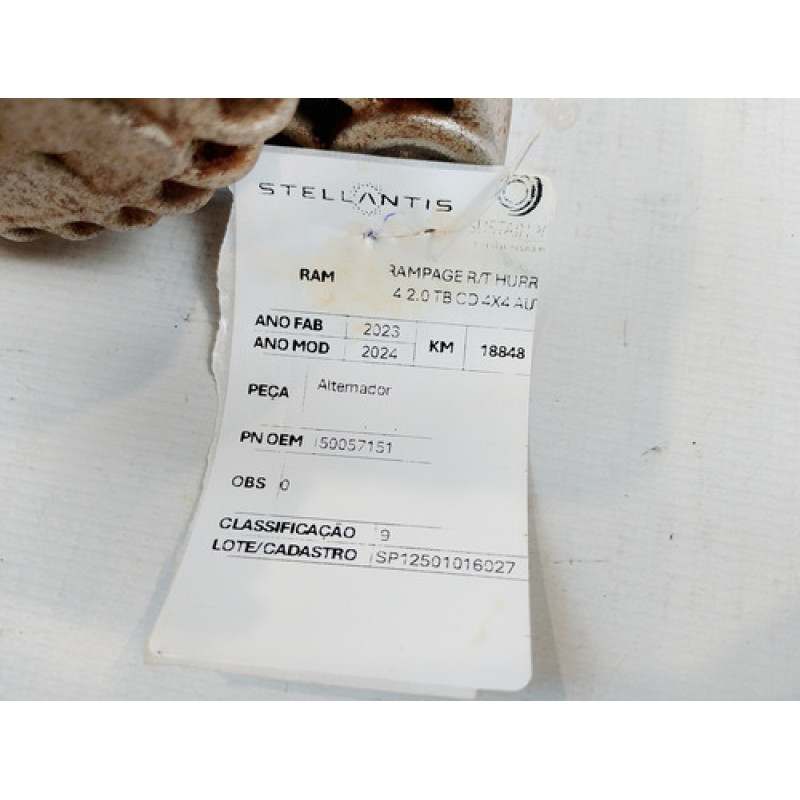 STELLANTIS
RAM RAMPAGE R/T HURR
4 2.0 TB CD 4X4 AUT
ANO FAB 2023
ANO MOD 2024 KM 18848
PEÇA Alternador
PN OEM 50057151
OBS 0
CLASSIFICAÇÃO 9
LOTE/CADASTRO SP12501016027